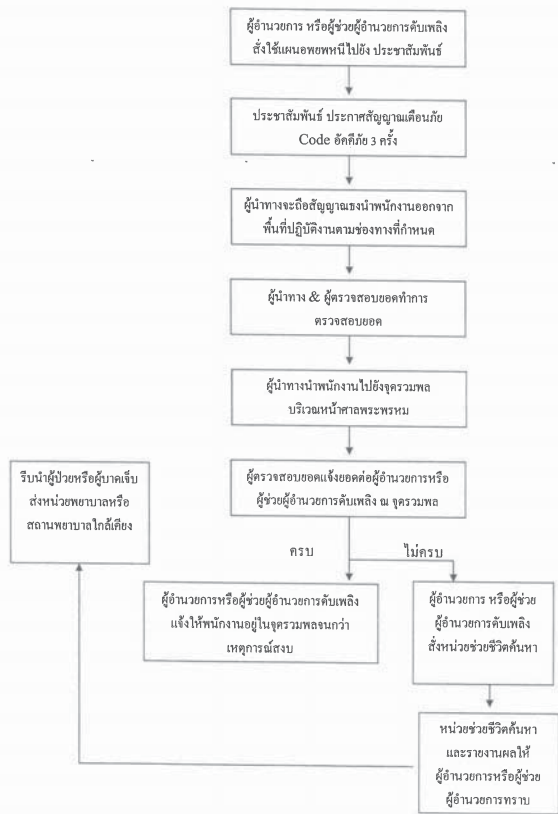 ผู้อำนวยการ หรือผู้ช่วยผู้อำนวยการดับเพลิง
สั่งใช้แผนอพยพหนีไปยัง ประชาสัมพันธ์
ประชาสัมพันธ์ ประกาศสัญญาณเตือนภัย
Code อัคคีภัย 3 ครั้ง
ผู้นำทางจะถือสัญญาณธงนำพนักงานออกจาก
พื้นที่ปฏิบัติงานตามช่องทางที่กำหนด
ผู้นำทาง & ผู้ตรวจสอบยอดทำการ
ตรวจสอบยอด
ผู้นำทางนำพนักงานไปยังจุดรวมพล
บริเวณหน้าศาลพระพรหม
ผู้ตรวจสอบยอดแจ้งยอดต่อผู้อำนวยการหรือ
ผู้ช่วยผู้อำนวยการดับเพลิง ณ จุดรวมพล
รีบนำผู้ป่วยหรือผู้บาดเจ็บ
ส่งหน่วยพยาบาลหรือ
สถานพยาบาลใกล้เคียง
ครบ
ไม่ครบ
ผู้อำนวยการหรือผู้ช่วยผู้อำนวยการดับเพลิง
แจ้งให้พนักงานอยู่ในจุดรวมพลจนกว่า
เหตุการณ์สงบ
ผู้อำนวยการ หรือผู้ช่วย
ผู้อำนวยการดับเพลิง
สั่งหน่วยช่วยชีวิตค้นหา
หน่วยช่วยชีวิตค้นหา
และรายงานผลให้
ผู้อำนวยการหรือผู้ช่วย
ผู้อำนวยการทราบ